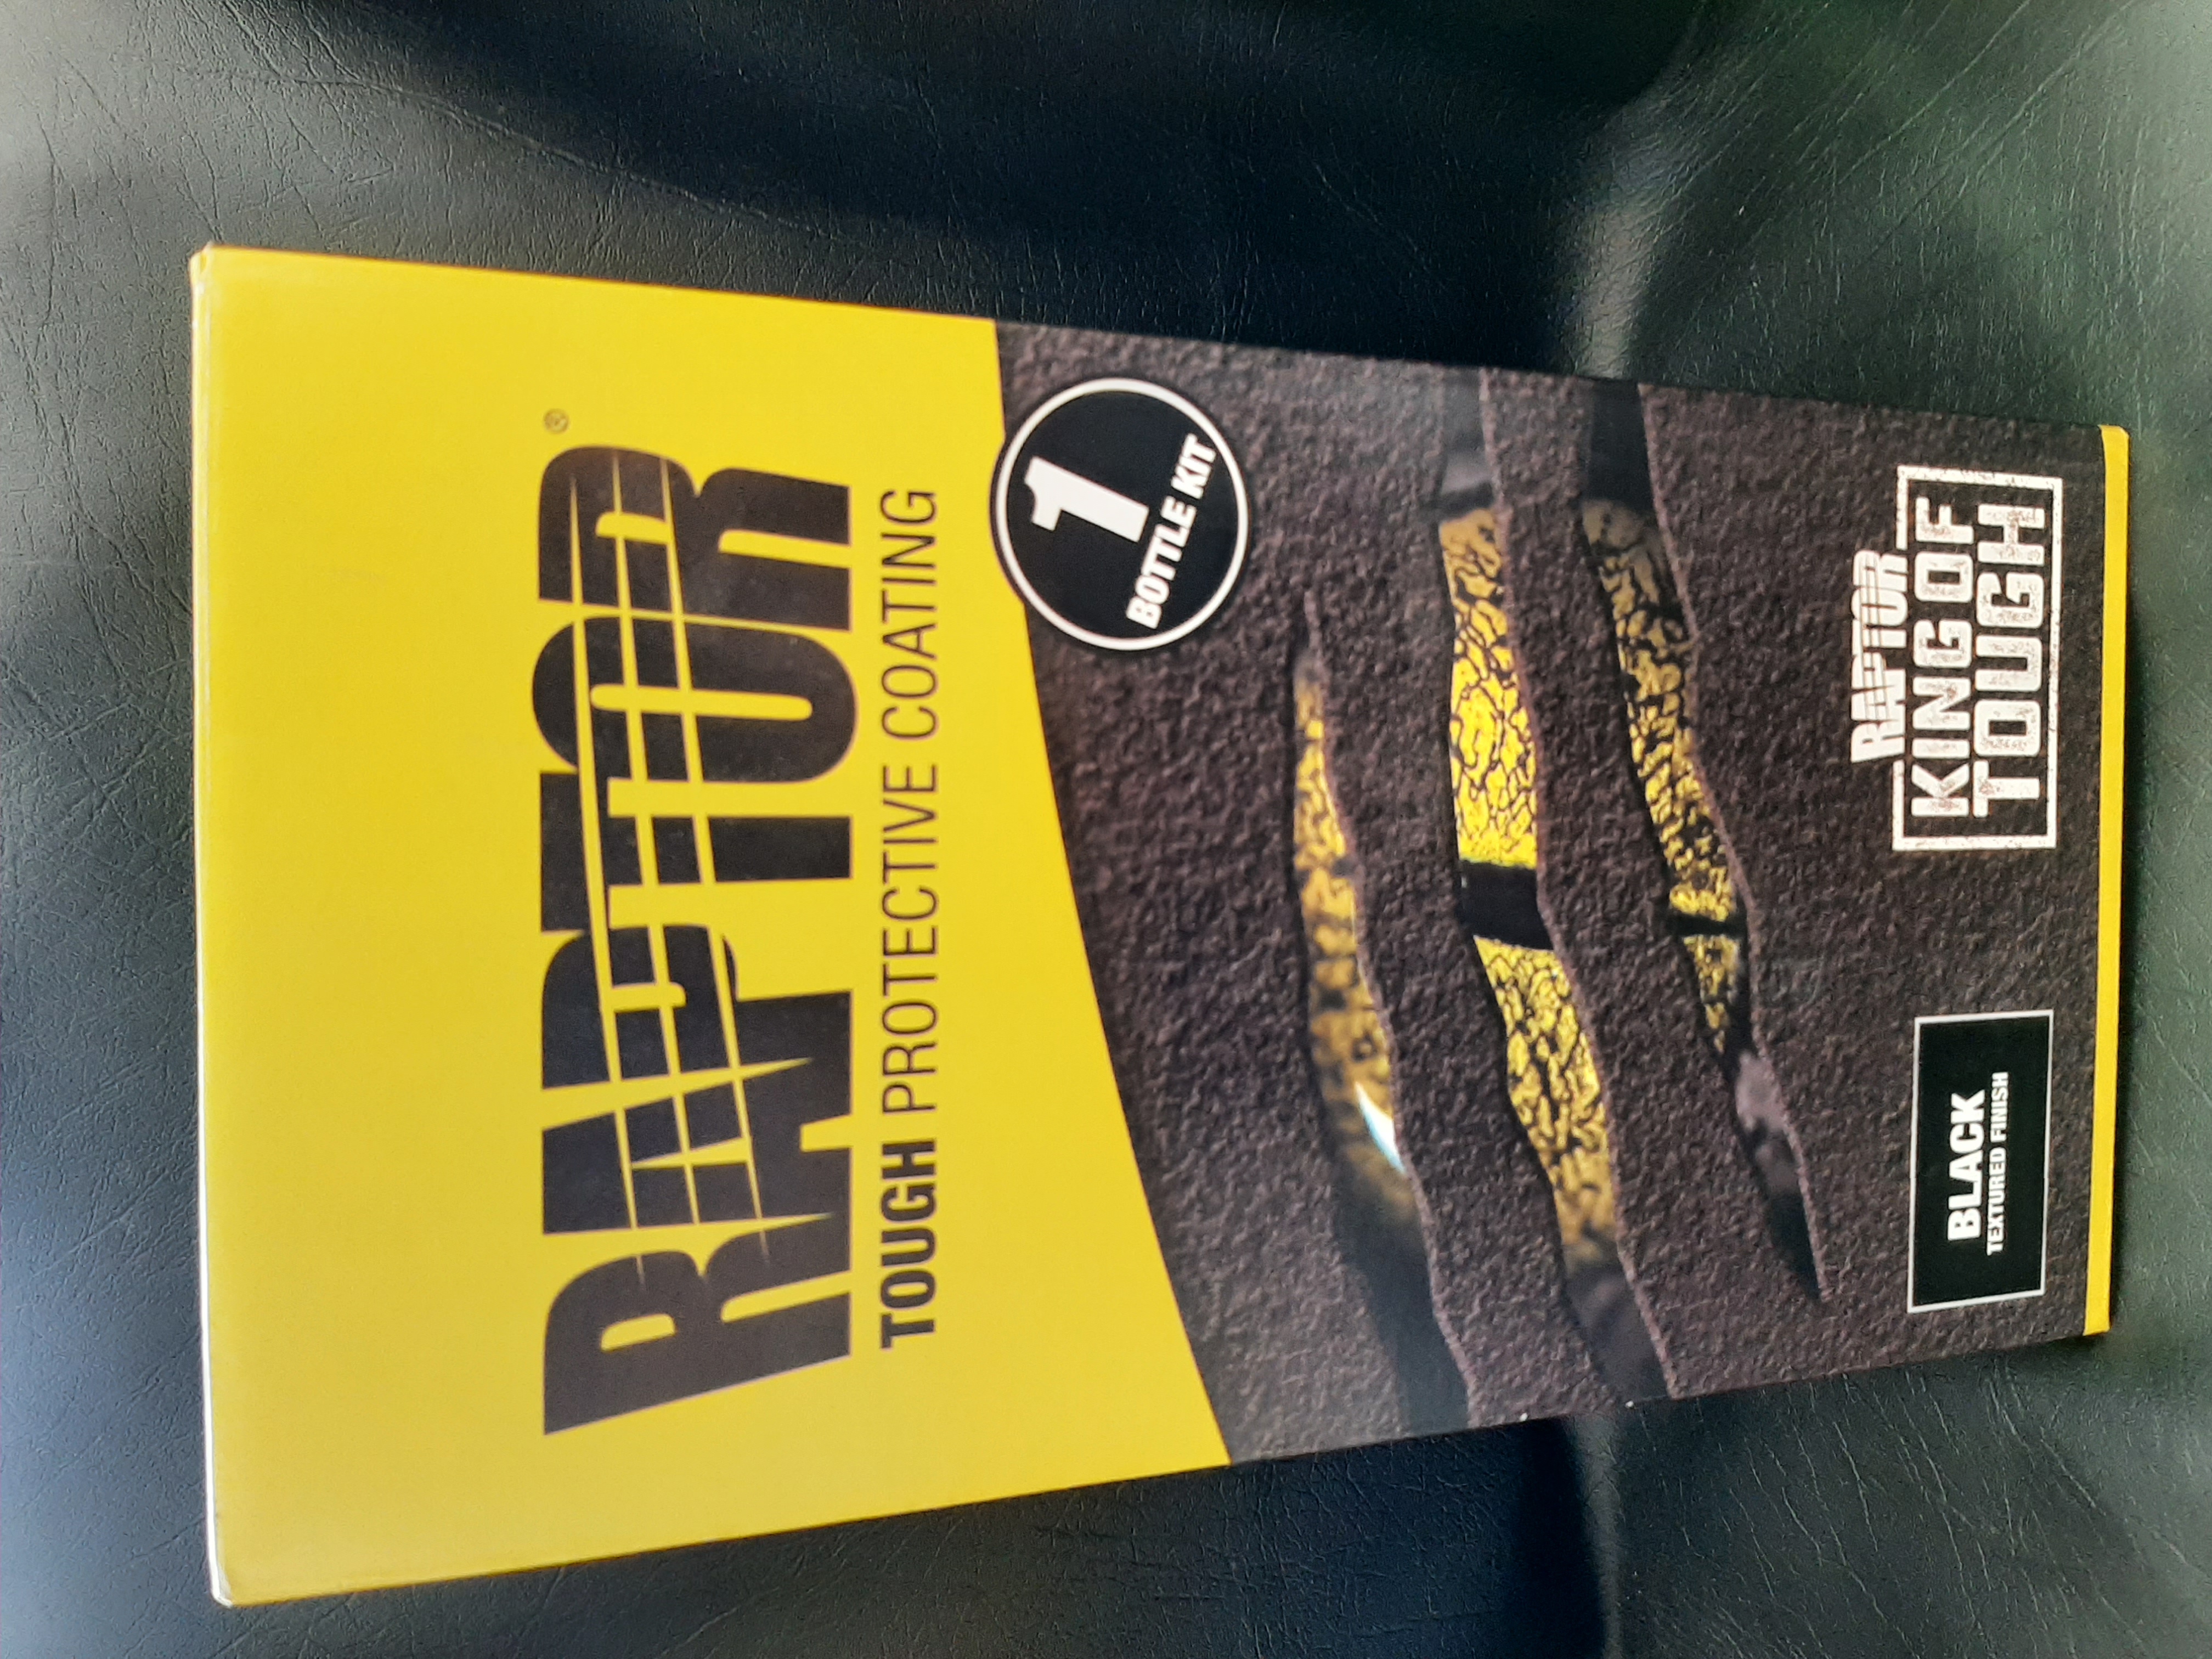 RAPTOR®
TOUGH PROTECTIVE COATING
1
BOTTLE KIT
BLACK
TEXTURED FINISH
RAPTOR
KING OF
TOUGH